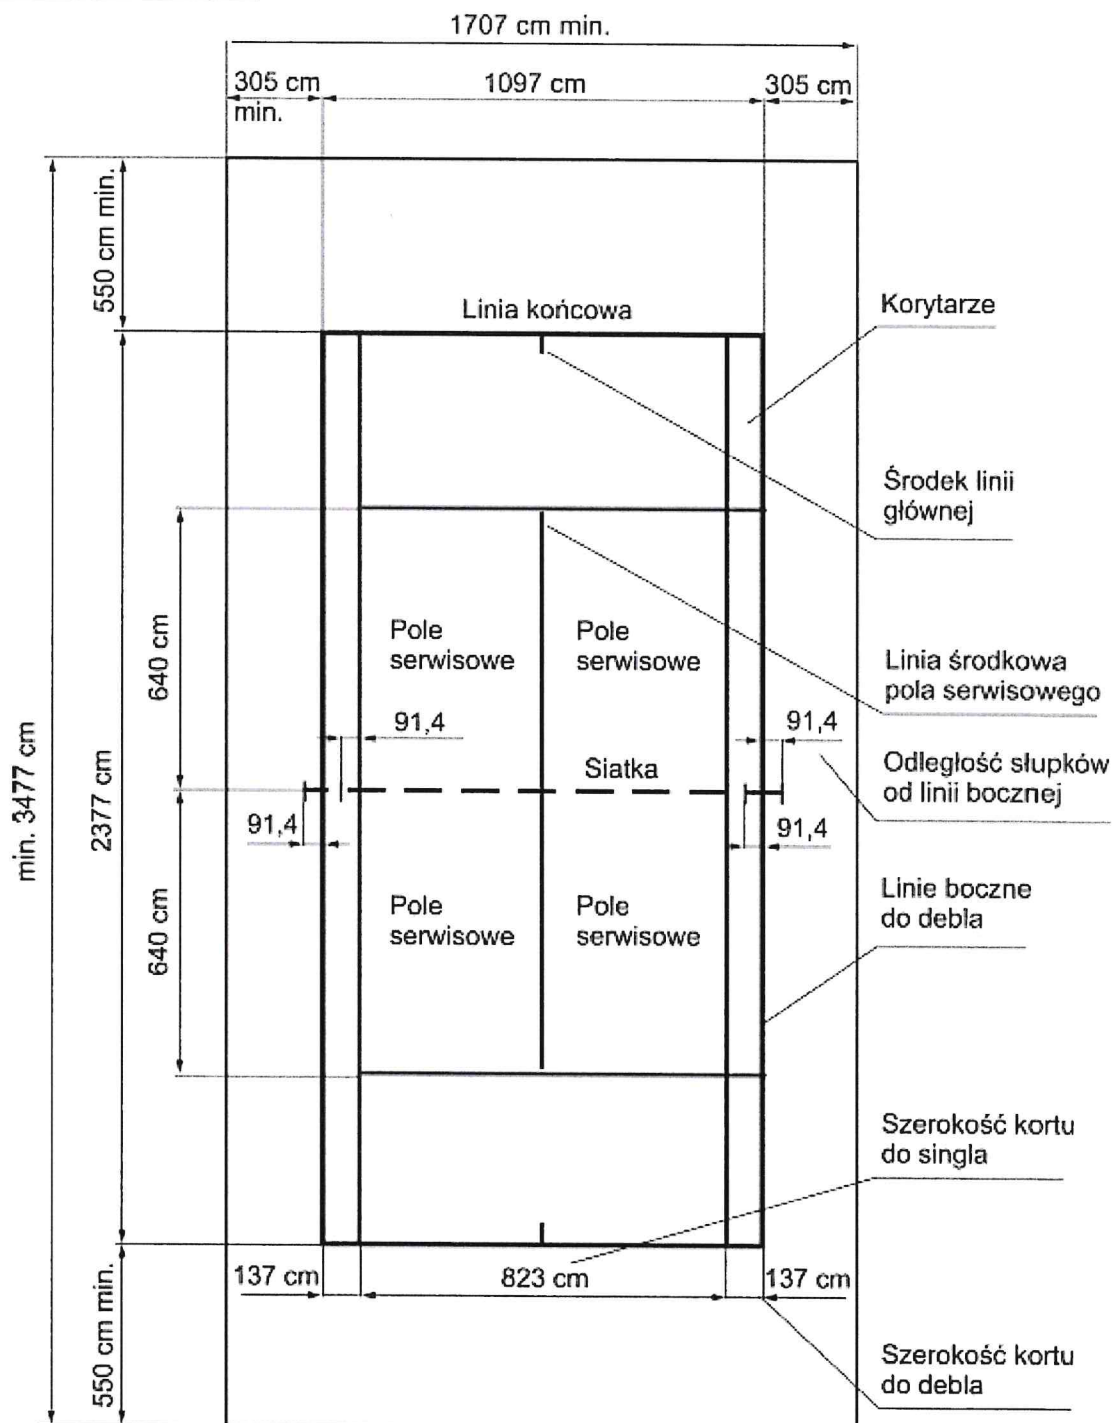 1707 cm min.
305 cm
min.
1097 cm
305 cm
550 cm min.
Linia końcowa
Korytarze
Środek linii
głównej
640 cm
Pole
serwisowe
Pole
serwisowe
Linia środkowa
pola serwisowego
91,4
91,4
min. 3477 cm
2377 cm
Siatka
Odległość słupków
od linii bocznej
91,4
91,4
640 cm
Pole
serwisowe
Pole
serwisowe
Linie boczne
do debla
Szerokość kortu
do singla
137 cm
823 cm
137 cm
550 cm min.
Szerokość kortu
do debla